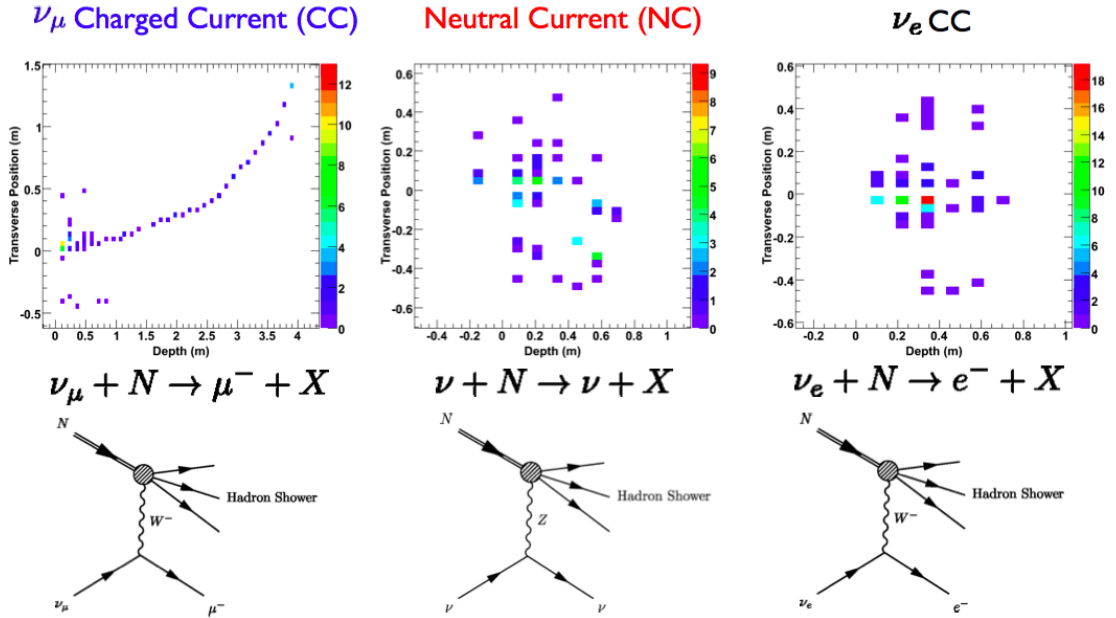 ν_μ Charged Current (CC)
Neutral Current (NC)
ν_e CC
Transverse Position (m)
1.5
1
0.5
0
-0.5
0 0.5 1 1.5 2 2.5 3 3.5 4
Depth (m)
12
10
8
6
4
2
0
Transverse Position (m)
0.6
0.4
0.2
0
-0.2
-0.4
-0.6
-0.4 -0.2 0 0.2 0.4 0.6 0.8 1
Depth (m)
9
8
7
6
5
4
3
2
1
0
Transverse Position (m)
0.6
0.4
0.2
0
-0.2
-0.4
-0.6
-0.2 0 0.2 0.4 0.6 0.8 1
Depth (m)
18
16
14
12
10
8
6
4
2
0
ν_μ + N → μ⁻ + X
ν + N → ν + X
ν_e + N → e⁻ + X
N
Hadron Shower
W⁻
ν_μ
μ⁻
N
Hadron Shower
Z
ν
ν
N
Hadron Shower
W⁻
ν_e
e⁻